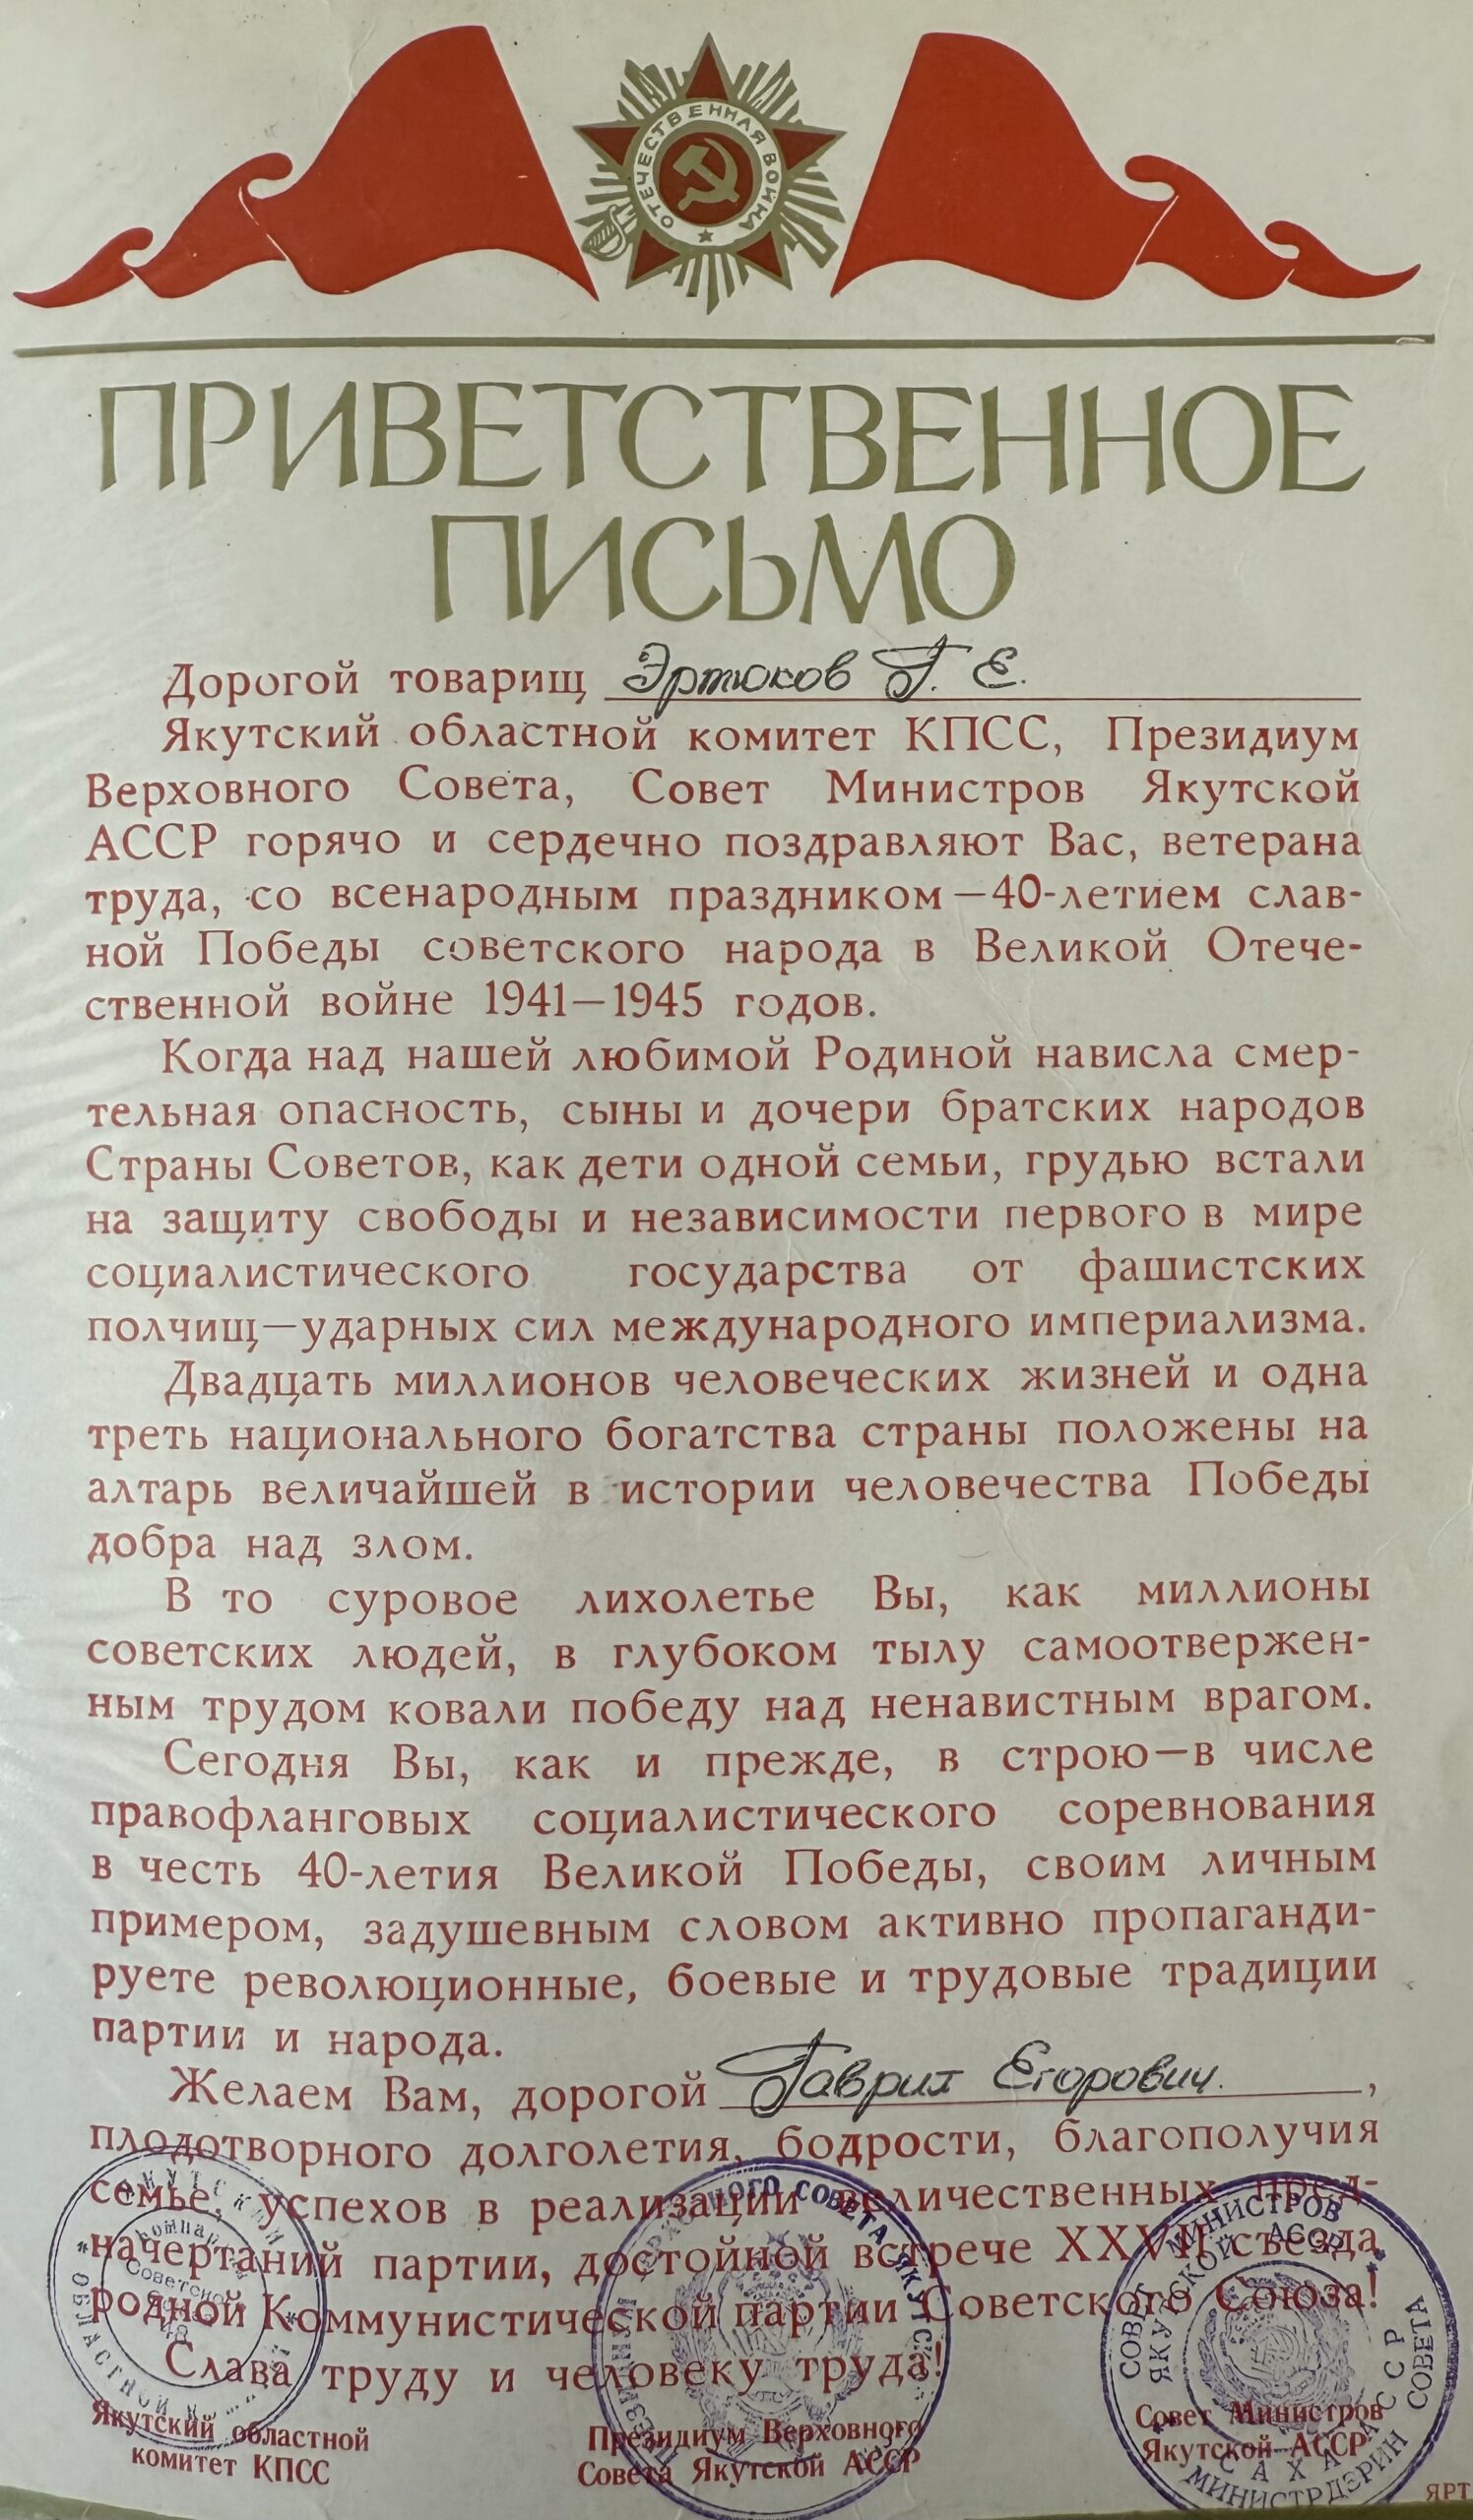 ОТЕЧЕСТВЕННАЯ ВОЙНА
ПРИВЕТСТВЕННОЕ
ПИСЬМО
Дорогой товарищ Эртюков Г. Е.
Якутский областной комитет КПСС, Президиум
Верховного Совета, Совет Министров Якутской
АССР горячо и сердечно поздравляют Вас, ветерана
труда, со всенародным праздником—40-летием слав-
ной Победы советского народа в Великой Отече-
ственной войне 1941—1945 годов.
Когда над нашей любимой Родиной нависла смер-
тельная опасность, сыны и дочери братских народов
Страны Советов, как дети одной семьи, грудью встали
на защиту свободы и независимости первого в мире
социалистического государства от фашистских
полчищ—ударных сил международного империализма.
Двадцать миллионов человеческих жизней и одна
треть национального богатства страны положены на
алтарь величайшей в истории человечества Победы
добра над злом.
В то суровое лихолетье Вы, как миллионы
советских людей, в глубоком тылу самоотвержен-
ным трудом ковали победу над ненавистным врагом.
Сегодня Вы, как и прежде, в строю—в числе
правофланговых социалистического соревнования
в честь 40-летия Великой Победы, своим личным
примером, задушевным словом активно пропаганди-
руете революционные, боевые и трудовые традиции
партии и народа.
Желаем Вам, дорогой Гаврил Егорович.,
плодотворного долголетия, бодрости, благополучия
семье, успехов в реализации величественных пред-
начертаний партии, достойной встрече XXVII съезда
родной Коммунистической партии Советского Союза!
Слава труду и человеку труда!
Якутский областной
комитет КПСС
Президиум Верховного
Совета Якутской АССР
Совет Министров
Якутской АССР
СОВЕТ МИНИСТРОВ
ЯКУТСКОЙ АССР
САХА АССР
МИНИСТРДЭРИН СОВЕТА
ЯРТ